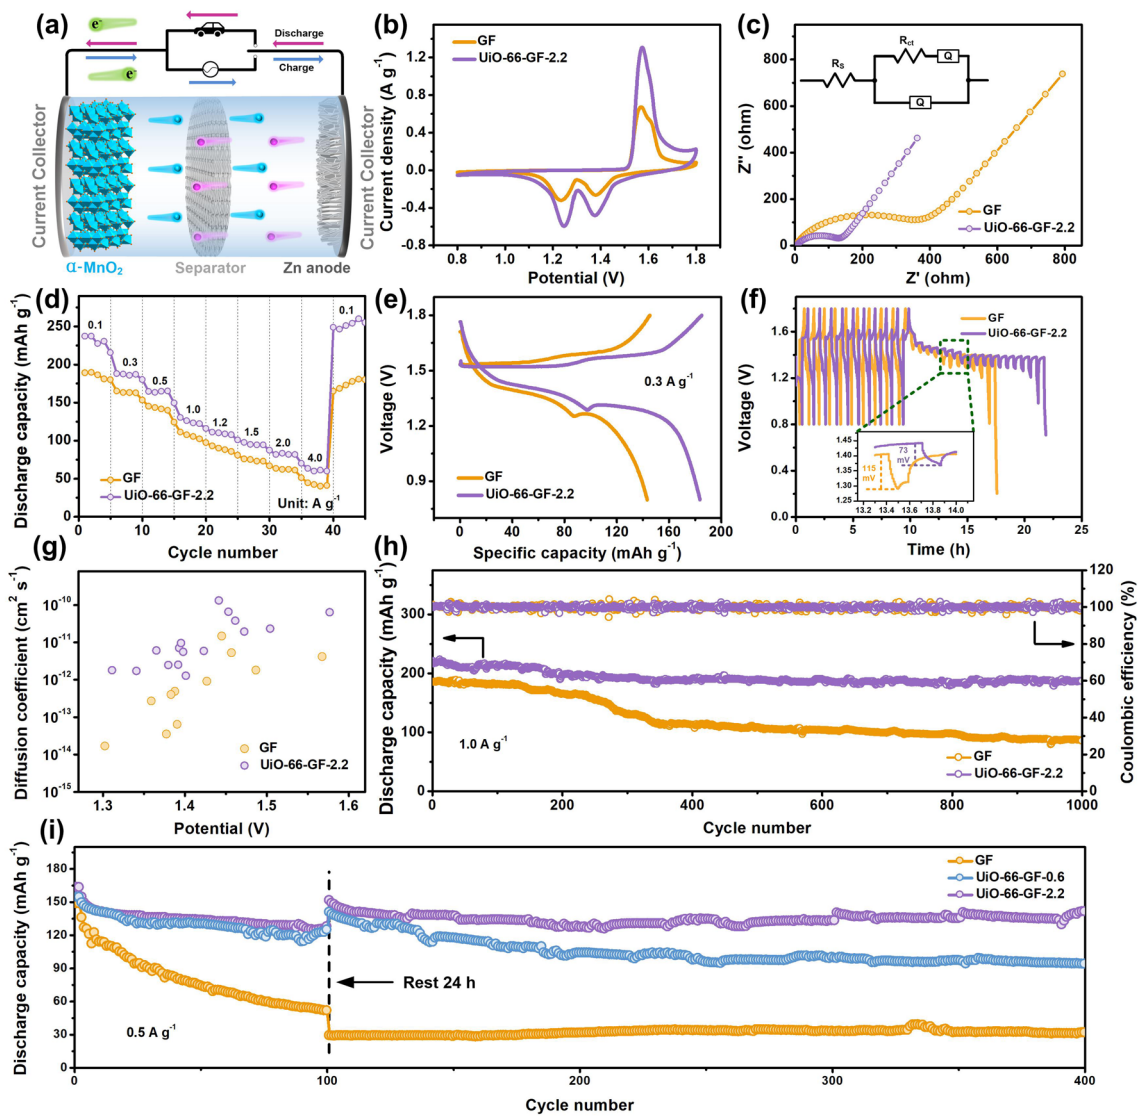 (a)
e⁻
e⁻
Discharge
Charge
Current Collector
Current Collector
α-MnO₂
Separator
Zn anode
(b)
GF
UiO-66-GF-2.2
Current density (A g⁻¹)
1.6
1.2
0.8
0.4
0.0
-0.4
-0.8
0.8 1.0 1.2 1.4 1.6 1.8
Potential (V)
(c)
Rₛ
R_ct
Q
Q
GF
UiO-66-GF-2.2
Z'' (ohm)
1000
800
600
400
200
0
0 200 400 600 800 1000
Z' (ohm)
(d)
Discharge capacity (mAh g⁻¹)
250
200
150
100
50
0
0.1
0.3
0.5
1.0
1.2
1.5
2.0
4.0
0.1
GF
UiO-66-GF-2.2
Unit: A g⁻¹
0 10 20 30 40
Cycle number
(e)
Voltage (V)
1.8
1.6
1.4
1.2
1.0
0.8
0.3 A g⁻¹
GF
UiO-66-GF-2.2
0 40 80 120 160 200
Specific capacity (mAh g⁻¹)
(f)
GF
UiO-66-GF-2.2
Voltage (V)
1.6
1.2
0.8
0.4
0.0
1.45
1.40
1.35
1.30
1.25
115
mV
73
mV
13.2 13.4 13.6 13.8 14.0
0 5 10 15 20 25
Time (h)
(g)
Diffusion coefficient (cm² s⁻¹)
10⁻¹⁰
10⁻¹¹
10⁻¹²
10⁻¹³
10⁻¹⁴
10⁻¹⁵
GF
UiO-66-GF-2.2
1.3 1.4 1.5 1.6
Potential (V)
(h)
Discharge capacity (mAh g⁻¹)
300
200
100
0
1.0 A g⁻¹
GF
UiO-66-GF-2.2
120
100
80
60
40
20
0
Coulombic efficiency (%)
0 200 400 600 800 1000
Cycle number
(i)
Discharge capacity (mAh g⁻¹)
180
150
120
90
60
30
0
GF
UiO-66-GF-0.6
UiO-66-GF-2.2
Rest 24 h
0.5 A g⁻¹
0 100 200 300 400
Cycle number